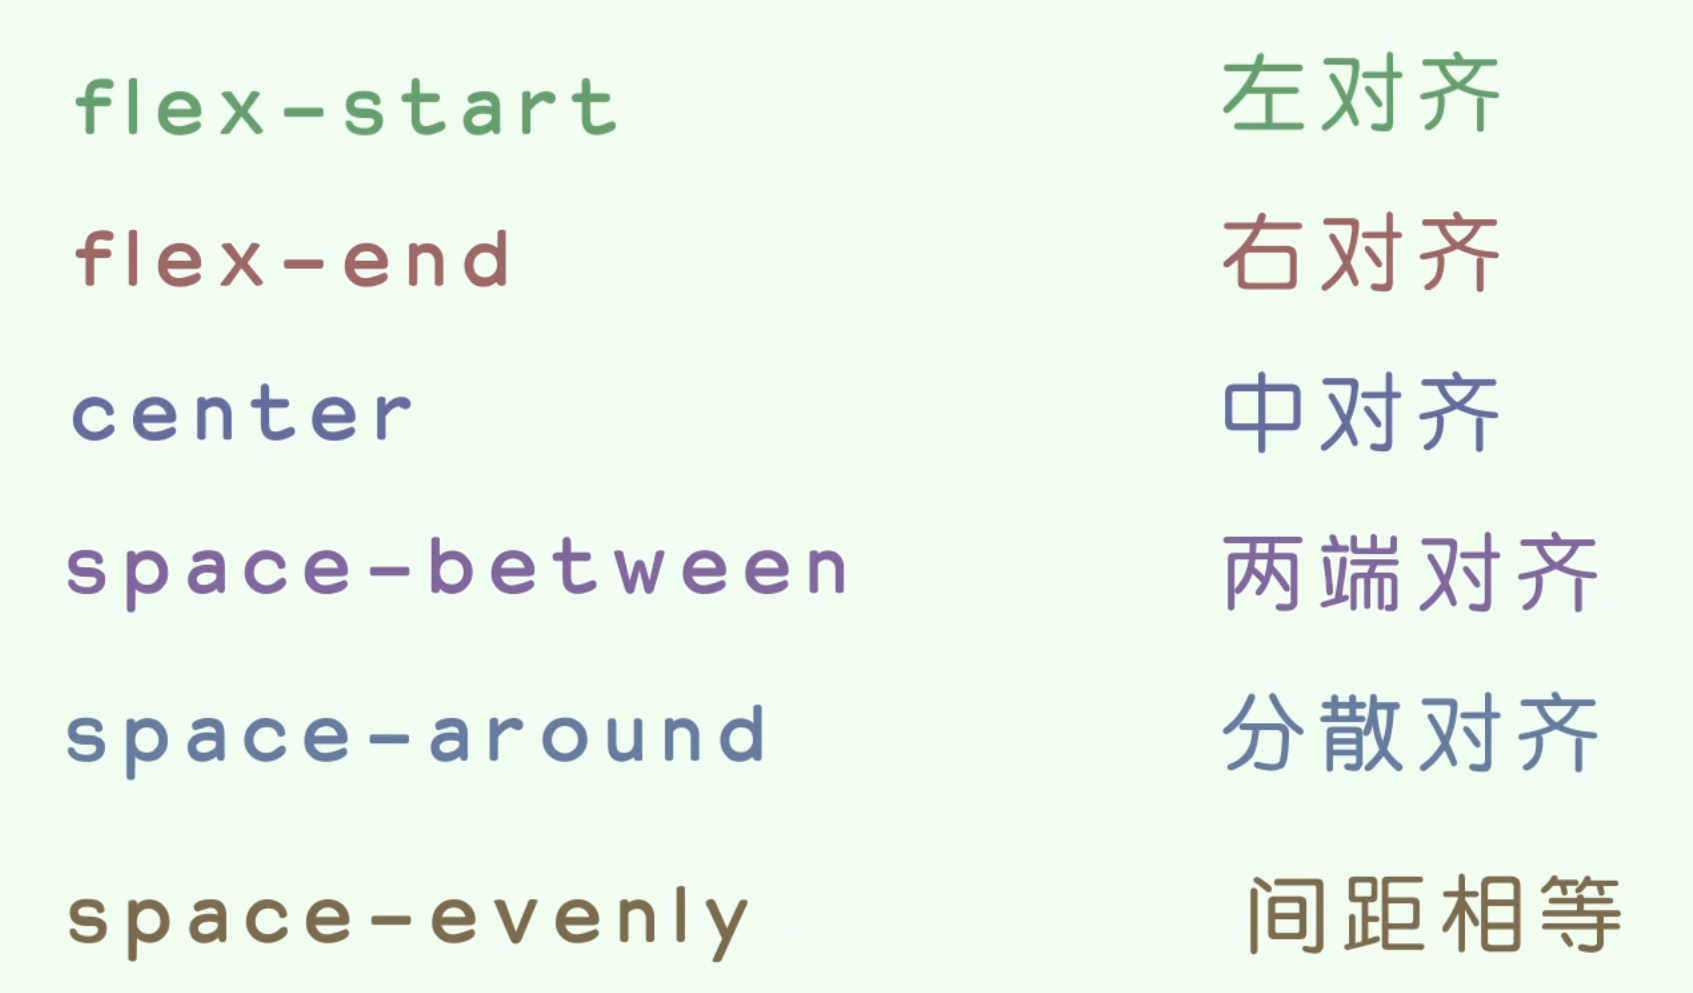 flex-start 左对齐
flex-end 右对齐
center 中对齐
space-between 两端对齐
space-around 分散对齐
space-evenly 间距相等